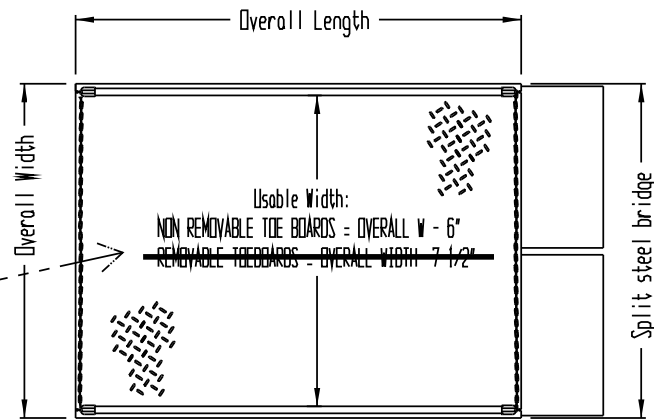 Overall Length
Overall Width
Usable Width:
NON REMOVABLE TOE BOARDS = OVERALL W - 6"
REMOVABLE TOEBOARDS - OVERALL WIDTH 7 1/2"
Split steel bridge